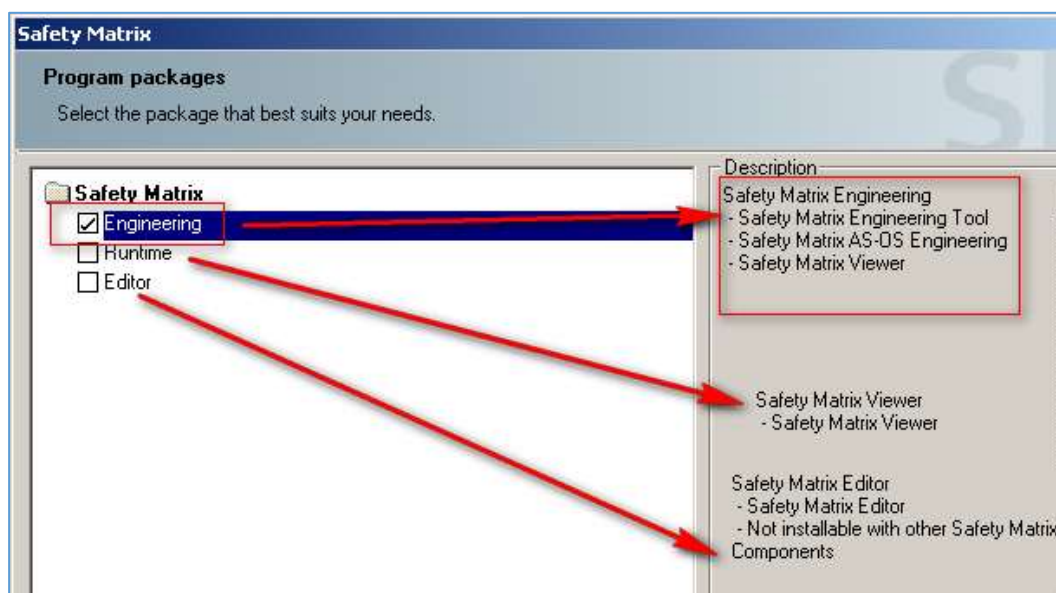 Safety Matrix
Program packages
Select the package that best suits your needs.
Safety Matrix
Engineering
Runtime
Editor
Description
Safety Matrix Engineering
- Safety Matrix Engineering Tool
- Safety Matrix AS-OS Engineering
- Safety Matrix Viewer
Safety Matrix Viewer
- Safety Matrix Viewer
Safety Matrix Editor
- Safety Matrix Editor
- Not installable with other Safety Matrix
Components